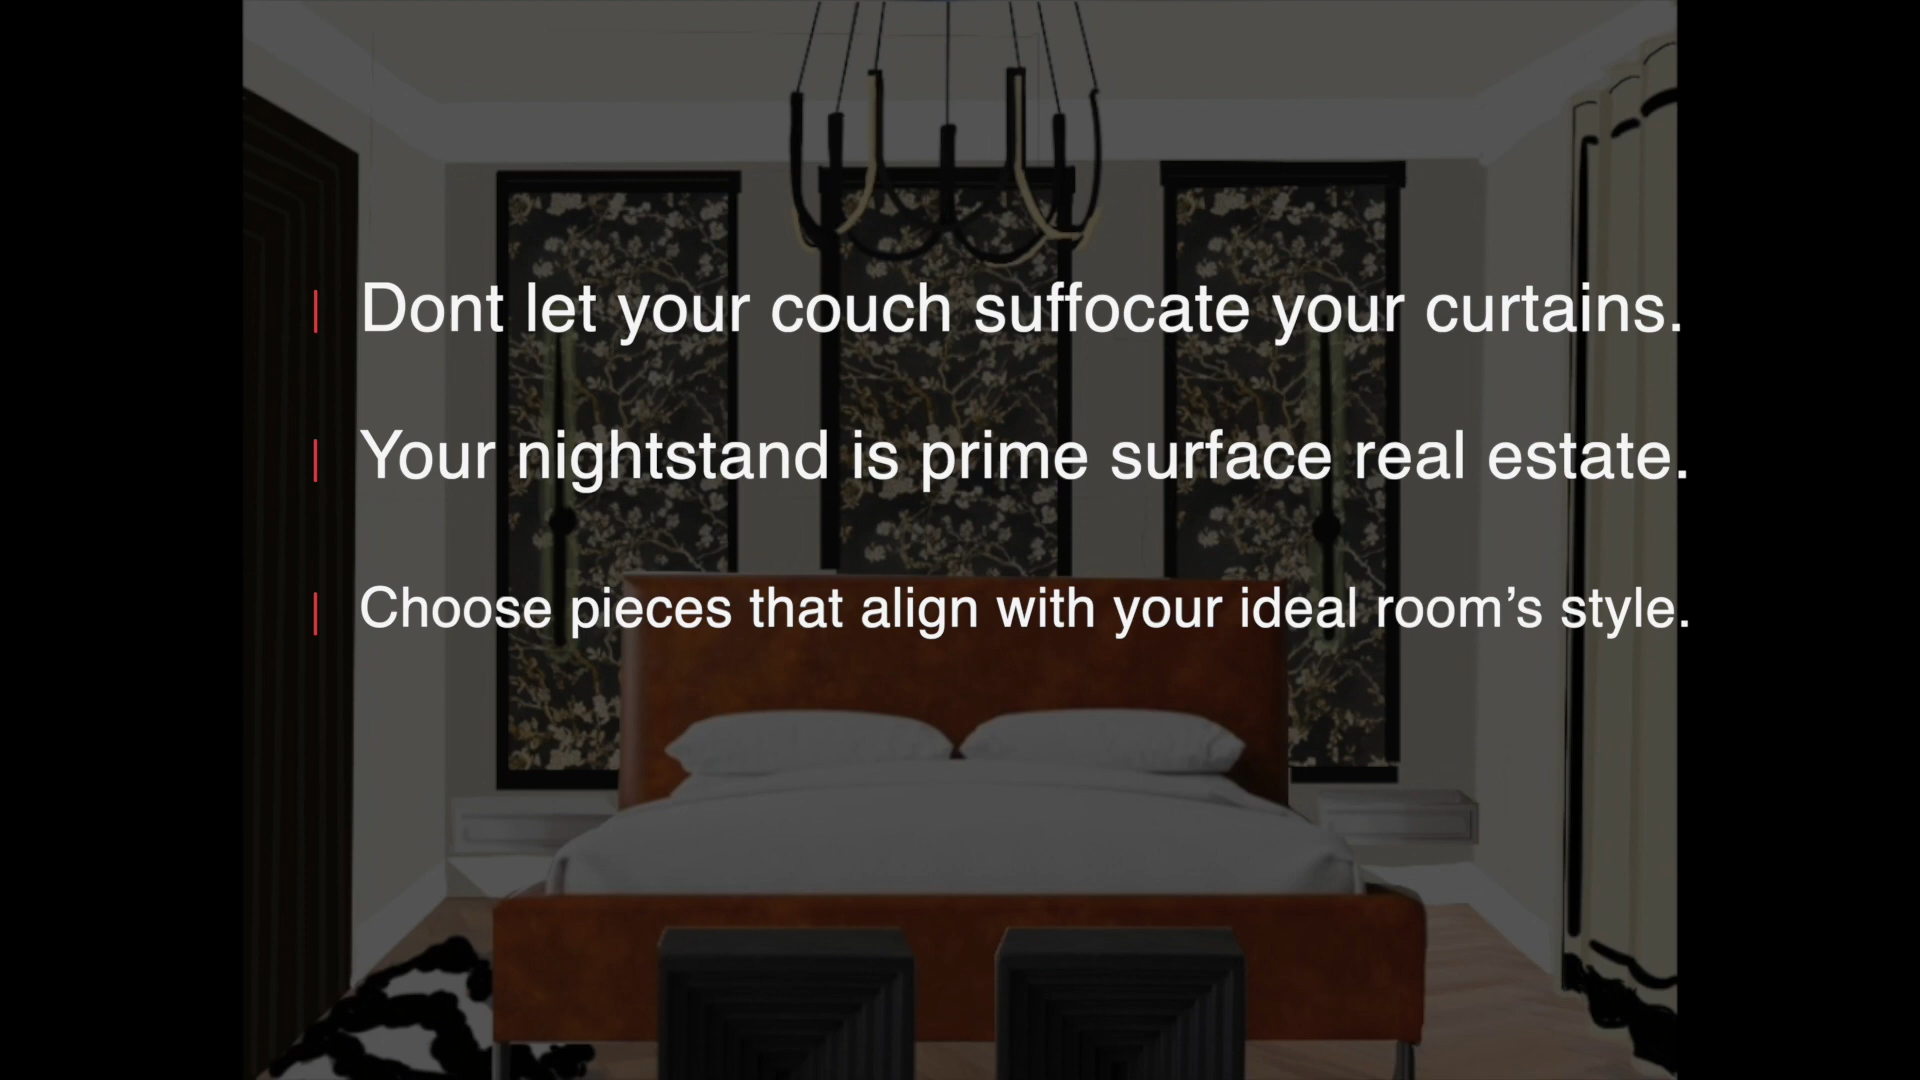 Dont let your couch suffocate your curtains.
Your nightstand is prime surface real estate.
Choose pieces that align with your ideal room’s style.